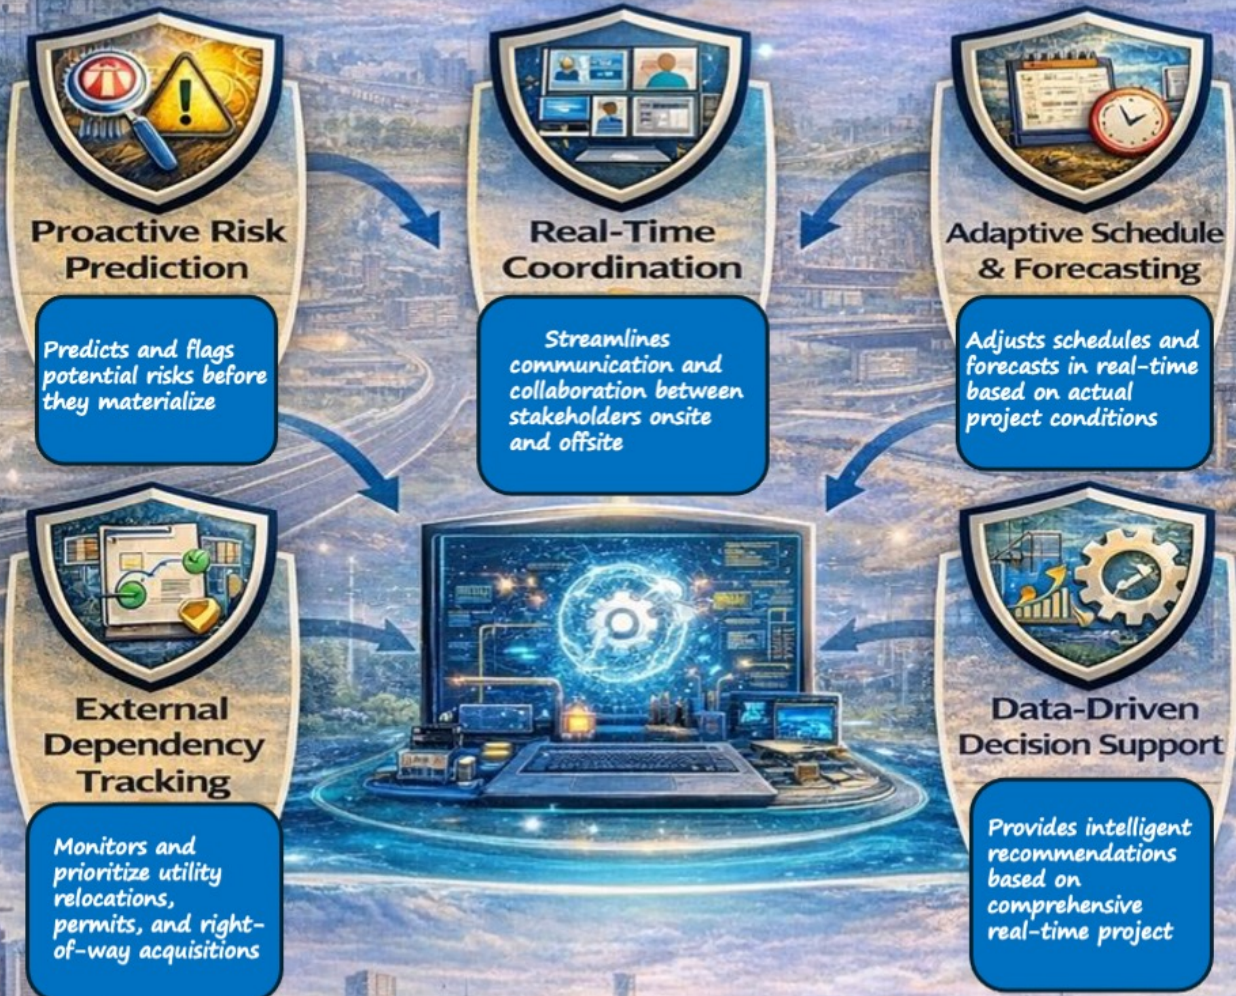 Proactive Risk
Prediction
Predicts and flags
potential risks before
they materialize
Real-Time
Coordination
Streamlines
communication and
collaboration between
stakeholders onsite
and offsite
Adaptive Schedule
& Forecasting
Adjusts schedules and
forecasts in real-time
based on actual
project conditions
External
Dependency
Tracking
Monitors and
prioritize utility
relocations,
permits, and right-
of-way acquisitions
Data-Driven
Decision Support
Provides intelligent
recommendations
based on
comprehensive
real-time project